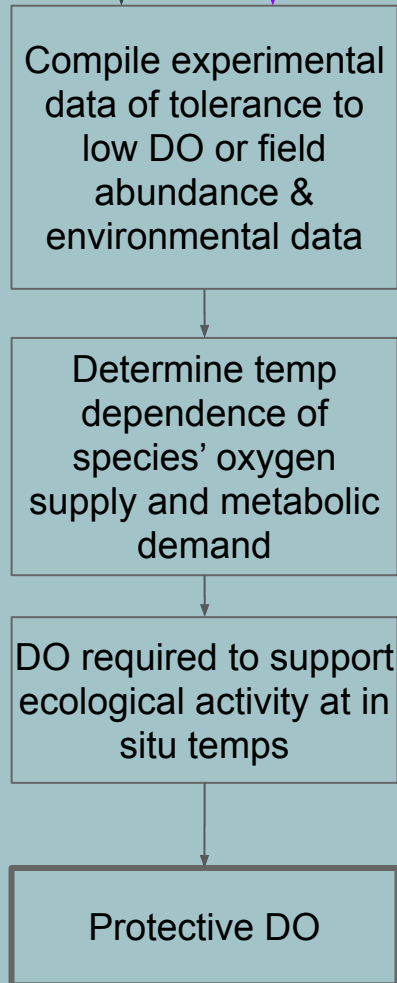 Compile experimental
data of tolerance to
low DO or field
abundance &
environmental data
Determine temp
dependence of
species’ oxygen
supply and metabolic
demand
DO required to support
ecological activity at in
situ temps
Protective DO